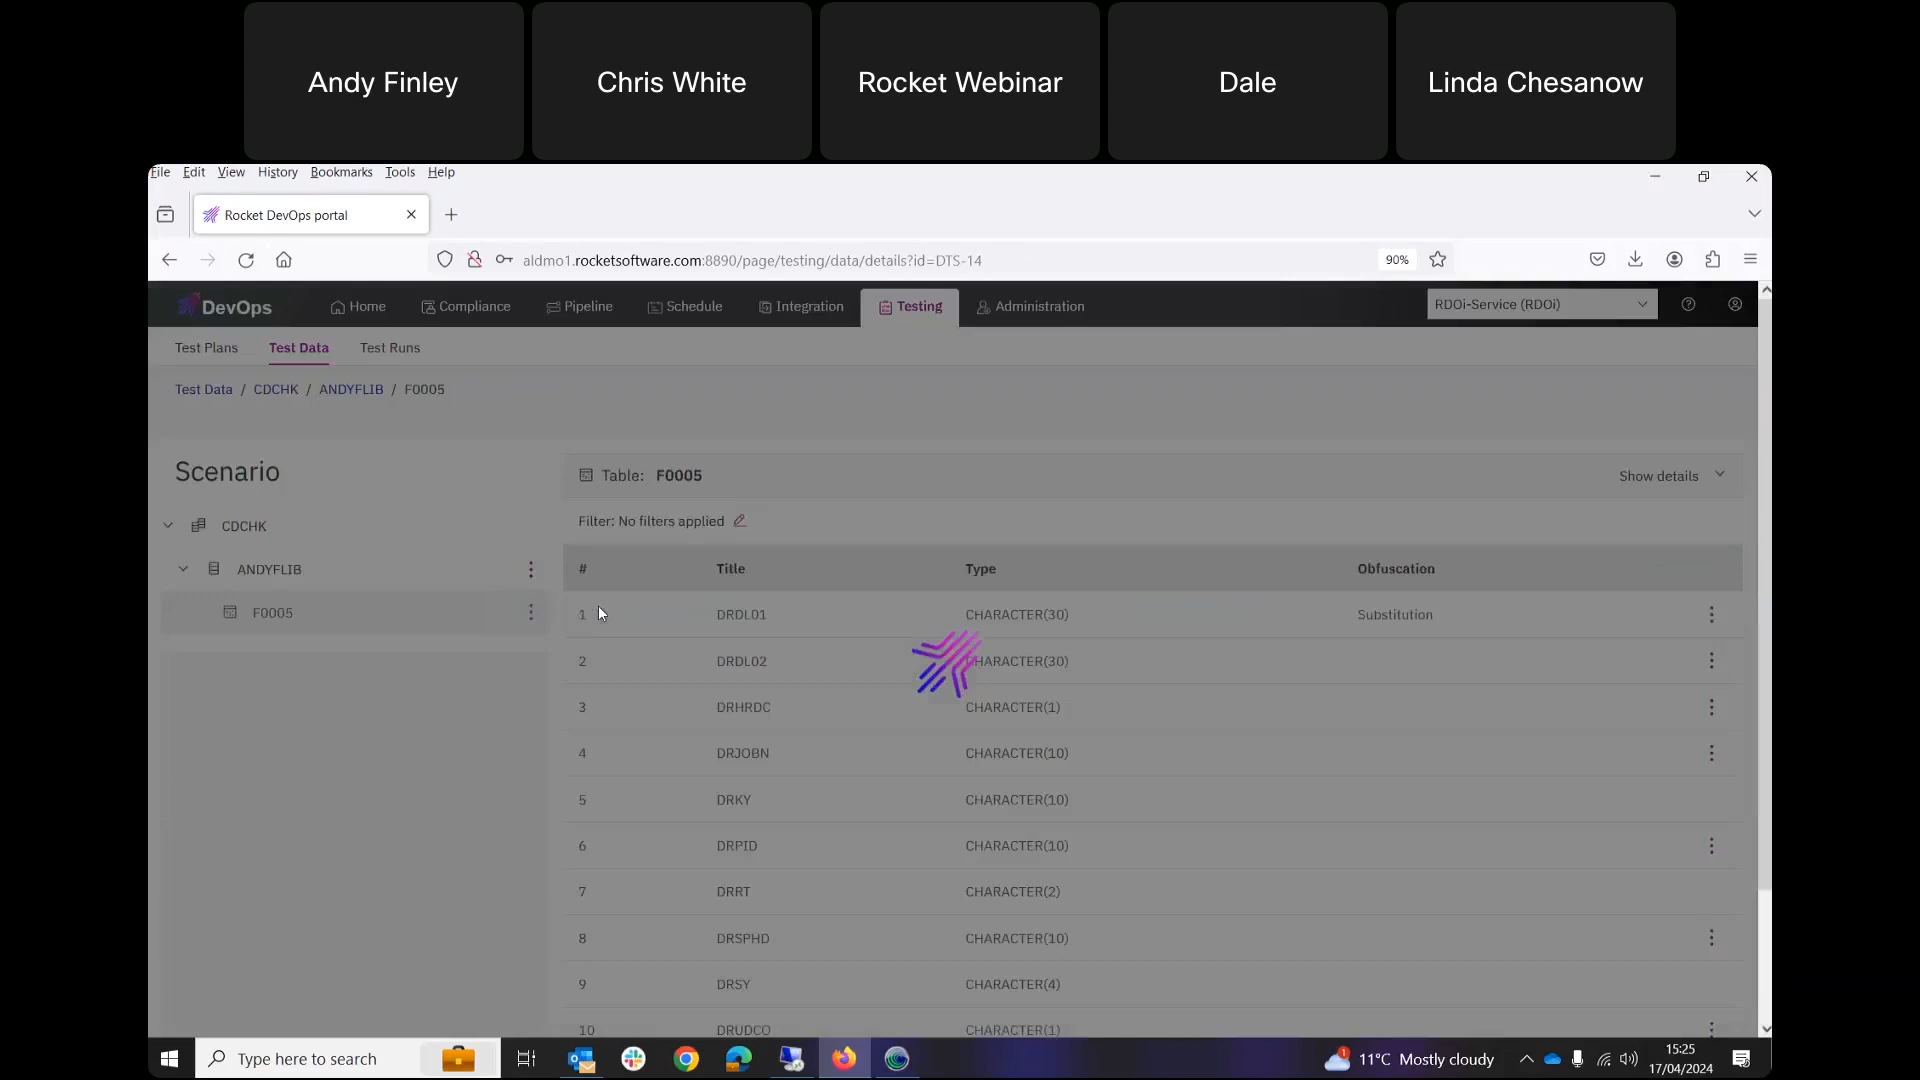 Andy Finley
Chris White
Rocket Webinar
Dale
Linda Chesanow
File Edit View History Bookmarks Tools Help
Rocket DevOps portal
aldmo1.rocketsoftware.com:8890/page/testing/data/details?id=DTS-14
90%
DevOps
Home
Compliance
Pipeline
Schedule
Integration
Testing
Administration
RDOi-Service (RDOi)
Test Plans
Test Data
Test Runs
Test Data / CDCHK / ANDYFLIB / F0005
Scenario
CDCHK
ANDYFLIB
F0005
Table: F0005
Show details
Filter: No filters applied
# Title Type Obfuscation
1 DRDL01 CHARACTER(30) Substitution
2 DRDL02 CHARACTER(30)
3 DRHRDC CHARACTER(1)
4 DRJOBN CHARACTER(10)
5 DRKY CHARACTER(10)
6 DRPID CHARACTER(10)
7 DRRT CHARACTER(2)
8 DRSPHD CHARACTER(10)
9 DRSY CHARACTER(4)
10 DRUDCO CHARACTER(1)
Type here to search
1
11°C Mostly cloudy
15:25
17/04/2024